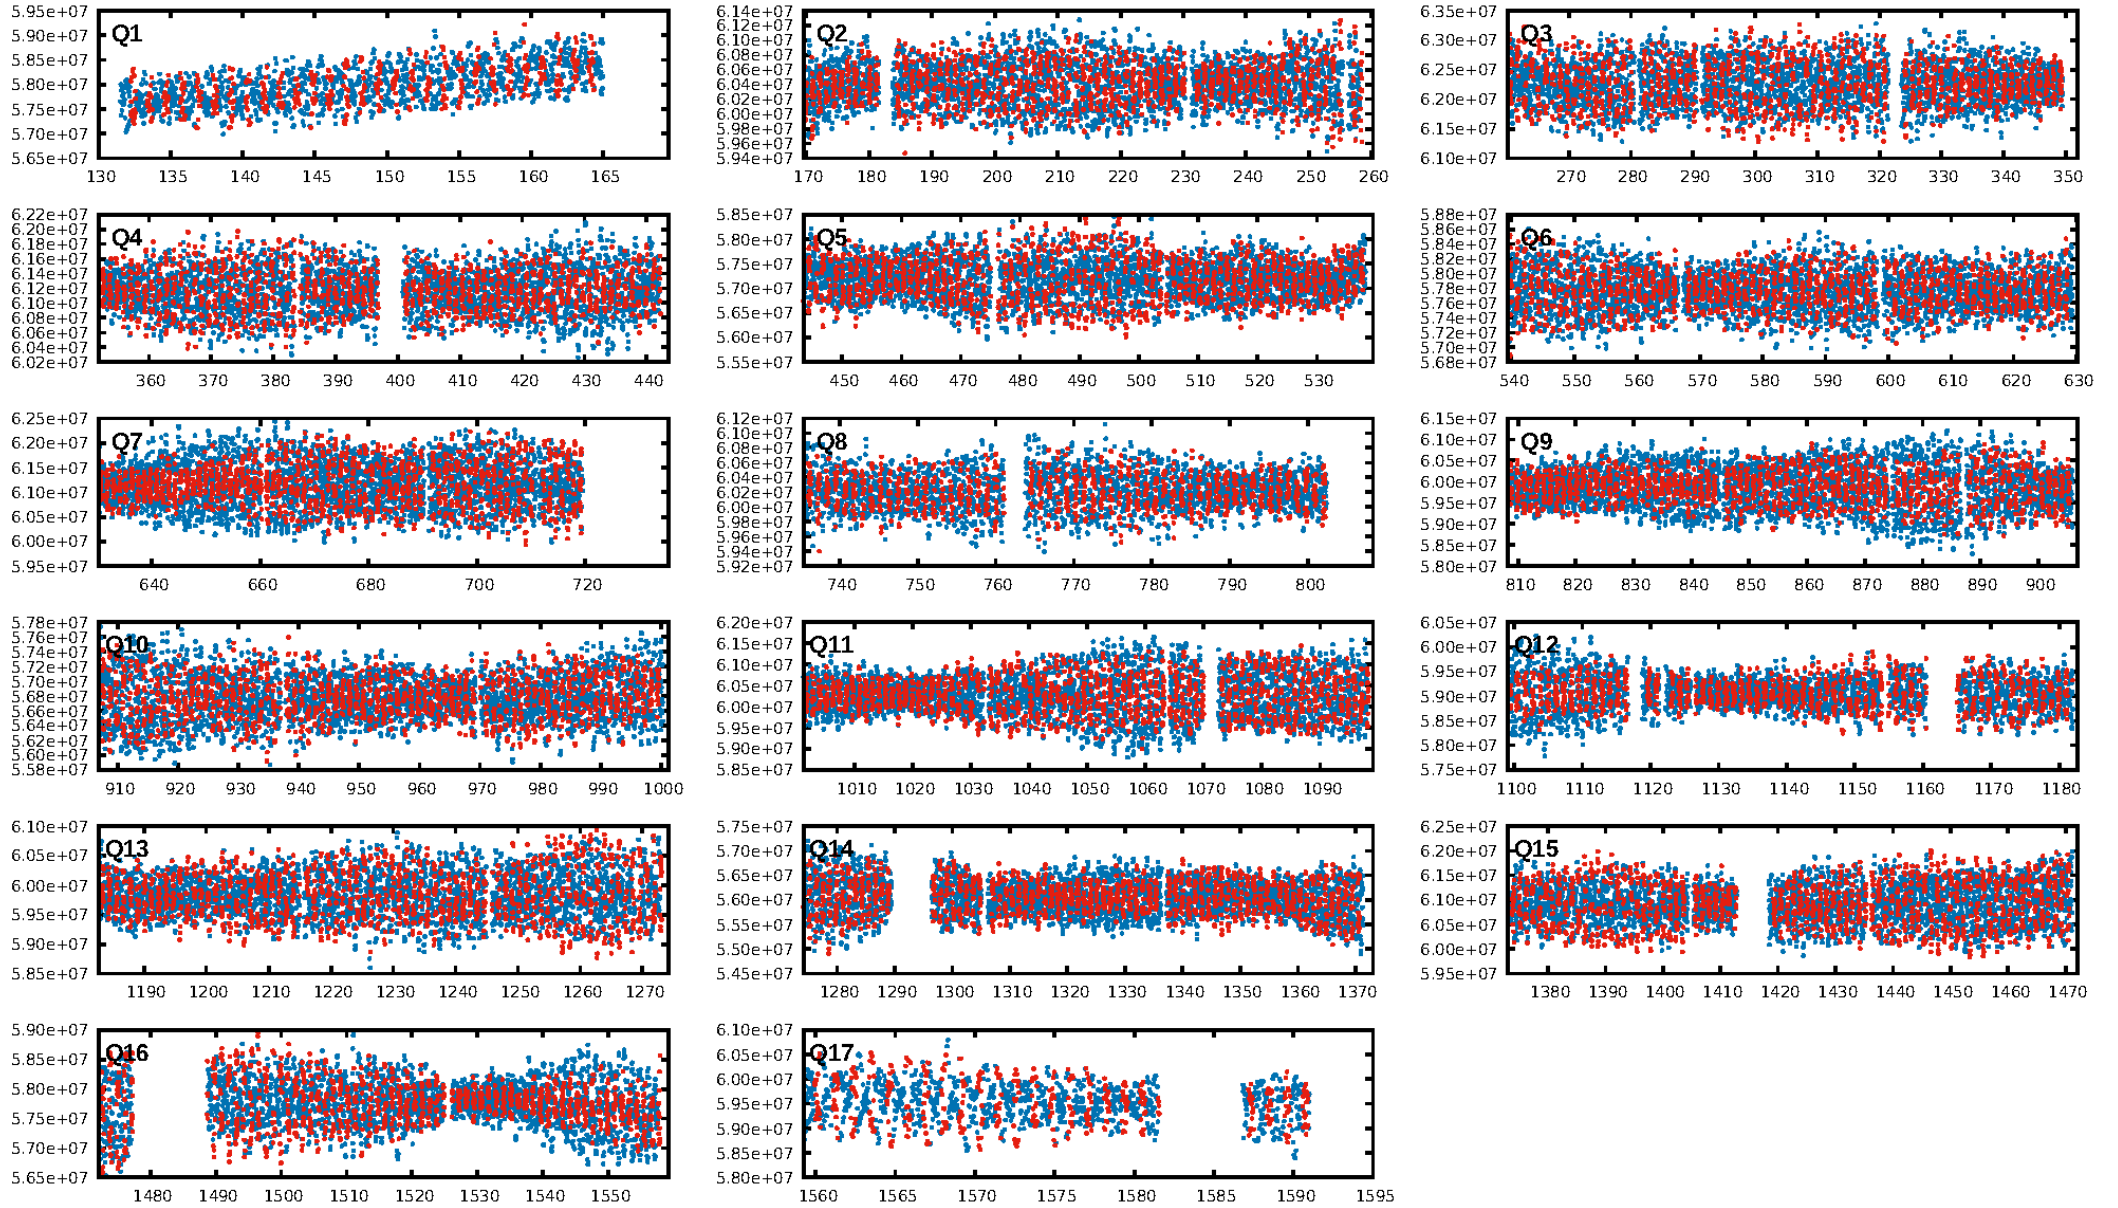 Q1
5.95e+07
5.90e+07
5.85e+07
5.80e+07
5.75e+07
5.70e+07
5.65e+07
130 135 140 145 150 155 160 165
Q2
6.14e+07
6.12e+07
6.10e+07
6.08e+07
6.06e+07
6.04e+07
6.02e+07
6.00e+07
5.98e+07
5.96e+07
5.94e+07
170 180 190 200 210 220 230 240 250 260
Q3
6.35e+07
6.30e+07
6.25e+07
6.20e+07
6.15e+07
6.10e+07
270 280 290 300 310 320 330 340 350
Q4
6.22e+07
6.20e+07
6.18e+07
6.16e+07
6.14e+07
6.12e+07
6.10e+07
6.08e+07
6.06e+07
6.04e+07
6.02e+07
360 370 380 390 400 410 420 430 440
Q5
5.85e+07
5.80e+07
5.75e+07
5.70e+07
5.65e+07
5.60e+07
5.55e+07
450 460 470 480 490 500 510 520 530
Q6
5.88e+07
5.86e+07
5.84e+07
5.82e+07
5.80e+07
5.78e+07
5.76e+07
5.74e+07
5.72e+07
5.70e+07
5.68e+07
540 550 560 570 580 590 600 610 620 630
Q7
6.25e+07
6.20e+07
6.15e+07
6.10e+07
6.05e+07
6.00e+07
5.95e+07
640 660 680 700 720
Q8
6.12e+07
6.10e+07
6.08e+07
6.06e+07
6.04e+07
6.02e+07
6.00e+07
5.98e+07
5.96e+07
5.94e+07
5.92e+07
740 750 760 770 780 790 800
Q9
6.15e+07
6.10e+07
6.05e+07
6.00e+07
5.95e+07
5.90e+07
5.85e+07
5.80e+07
810 820 830 840 850 860 870 880 890 900
Q10
5.78e+07
5.76e+07
5.74e+07
5.72e+07
5.70e+07
5.68e+07
5.66e+07
5.64e+07
5.62e+07
5.60e+07
5.58e+07
910 920 930 940 950 960 970 980 990 1000
Q11
6.20e+07
6.15e+07
6.10e+07
6.05e+07
6.00e+07
5.95e+07
5.90e+07
5.85e+07
1010 1020 1030 1040 1050 1060 1070 1080 1090
Q12
6.05e+07
6.00e+07
5.95e+07
5.90e+07
5.85e+07
5.80e+07
5.75e+07
1100 1110 1120 1130 1140 1150 1160 1170 1180
Q13
6.10e+07
6.05e+07
6.00e+07
5.95e+07
5.90e+07
5.85e+07
1190 1200 1210 1220 1230 1240 1250 1260 1270
Q14
5.75e+07
5.70e+07
5.65e+07
5.60e+07
5.55e+07
5.50e+07
5.45e+07
1280 1290 1300 1310 1320 1330 1340 1350 1360 1370
Q15
6.25e+07
6.20e+07
6.15e+07
6.10e+07
6.05e+07
6.00e+07
5.95e+07
1380 1390 1400 1410 1420 1430 1440 1450 1460 1470
Q16
5.90e+07
5.85e+07
5.80e+07
5.75e+07
5.70e+07
5.65e+07
1480 1490 1500 1510 1520 1530 1540 1550
Q17
6.10e+07
6.05e+07
6.00e+07
5.95e+07
5.90e+07
5.85e+07
5.80e+07
1560 1565 1570 1575 1580 1585 1590 1595